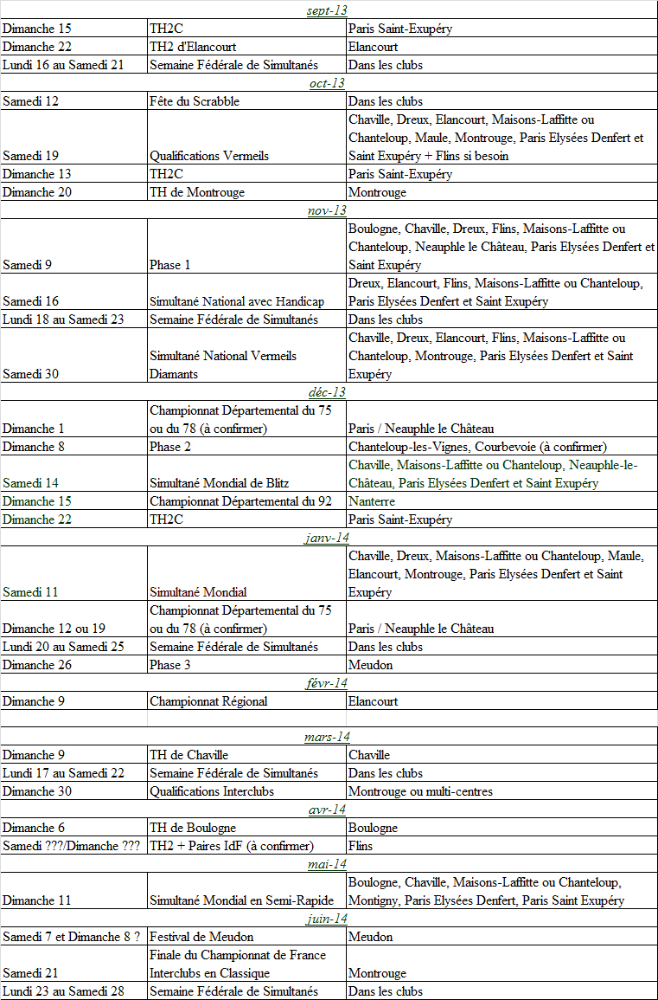 sept-13
Dimanche 15 TH2C Paris Saint-Exupéry
Dimanche 22 TH2 d'Elancourt Elancourt
Lundi 16 au Samedi 21 Semaine Fédérale de Simultanés Dans les clubs
oct-13
Samedi 12 Fête du Scrabble Dans les clubs
Chaville, Dreux, Elancourt, Maisons-Laffitte ou
Chanteloup, Maule, Montrouge, Paris Elysées Denfert et
Samedi 19 Qualifications Vermeils Saint Exupéry + Flins si besoin
Dimanche 13 TH2C Paris Saint-Exupéry
Dimanche 20 TH de Montrouge Montrouge
nov-13
Boulogne, Chaville, Dreux, Flins, Maisons-Laffitte ou
Chanteloup, Neauphle le Château, Paris Elysées Denfert et
Samedi 9 Phase 1 Saint Exupéry
Dreux, Elancourt, Flins, Maisons-Laffitte ou Chanteloup,
Samedi 16 Simultané National avec Handicap Paris Elysées Denfert et Saint Exupéry
Lundi 18 au Samedi 23 Semaine Fédérale de Simultanés Dans les clubs
Chaville, Dreux, Elancourt, Flins, Maisons-Laffitte ou
Simultané National Vermeils Chanteloup, Montrouge, Paris Elysées Denfert et Saint
Samedi 30 Diamants Exupéry
déc-13
Championnat Départemental du 75
Dimanche 1 ou du 78 (à confirmer) Paris / Neauphle le Château
Dimanche 8 Phase 2 Chanteloup-les-Vignes, Courbevoie (à confirmer)
Chaville, Maisons-Laffitte ou Chanteloup, Neauphle-le-
Samedi 14 Simultané Mondial de Blitz Château, Paris Elysées Denfert et Saint Exupéry
Dimanche 15 Championnat Départemental du 92 Nanterre
Dimanche 22 TH2C Paris Saint-Exupéry
janv-14
Chaville, Dreux, Maisons-Laffitte ou Chanteloup, Maule,
Elancourt, Montrouge, Paris Elysées Denfert et Saint
Samedi 11 Simultané Mondial Exupéry
Championnat Départemental du 75
Dimanche 12 ou 19 ou du 78 (à confirmer) Paris / Neauphle le Château
Lundi 20 au Samedi 25 Semaine Fédérale de Simultanés Dans les clubs
Dimanche 26 Phase 3 Meudon
févr-14
Dimanche 9 Championnat Régional Elancourt
mars-14
Dimanche 9 TH de Chaville Chaville
Lundi 17 au Samedi 22 Semaine Fédérale de Simultanés Dans les clubs
Dimanche 30 Qualifications Interclubs Montrouge ou multi-centres
avr-14
Dimanche 6 TH de Boulogne Boulogne
Samedi ???/Dimanche ??? TH2 + Paires IdF (à confirmer) Flins
mai-14
Boulogne, Chaville, Maisons-Laffitte ou Chanteloup,
Dimanche 11 Simultané Mondial en Semi-Rapide Montigny, Paris Elysées Denfert, Paris Saint Exupéry
juin-14
Samedi 7 et Dimanche 8 ? Festival de Meudon Meudon
Finale du Championnat de France
Samedi 21 Interclubs en Classique Montrouge
Lundi 23 au Samedi 28 Semaine Fédérale de Simultanés Dans les clubs